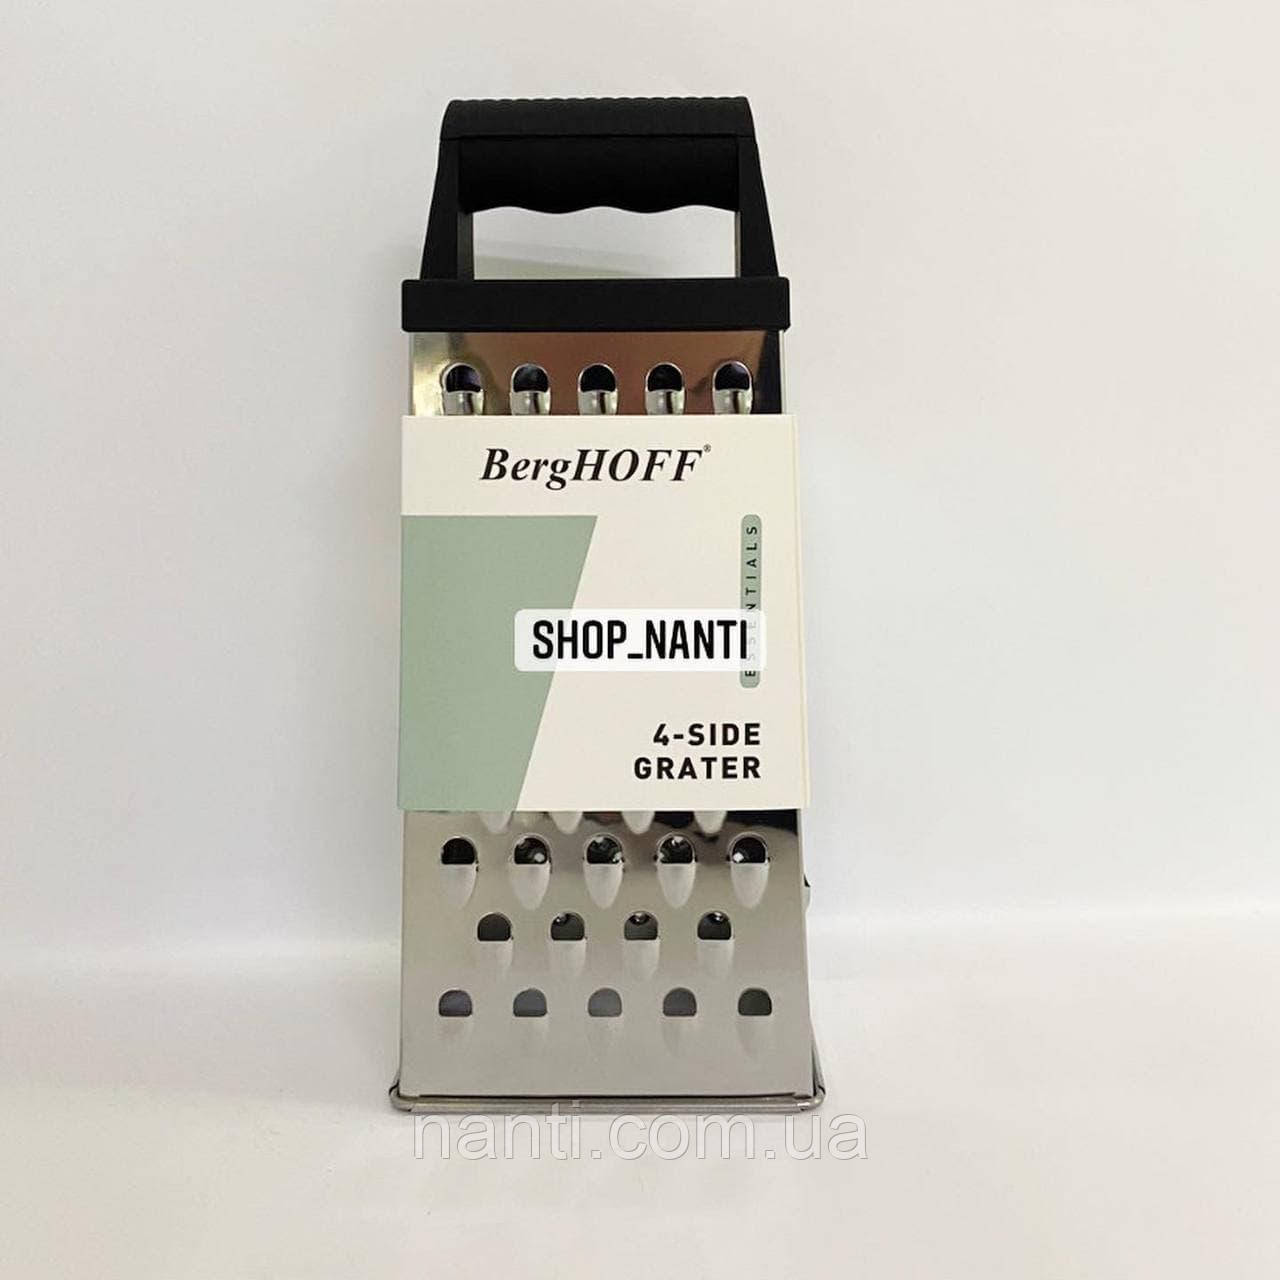 BergHOFF®
ESSENTIALS
SHOP_NANTI
4-SIDE
GRATER
nanti.com.ua